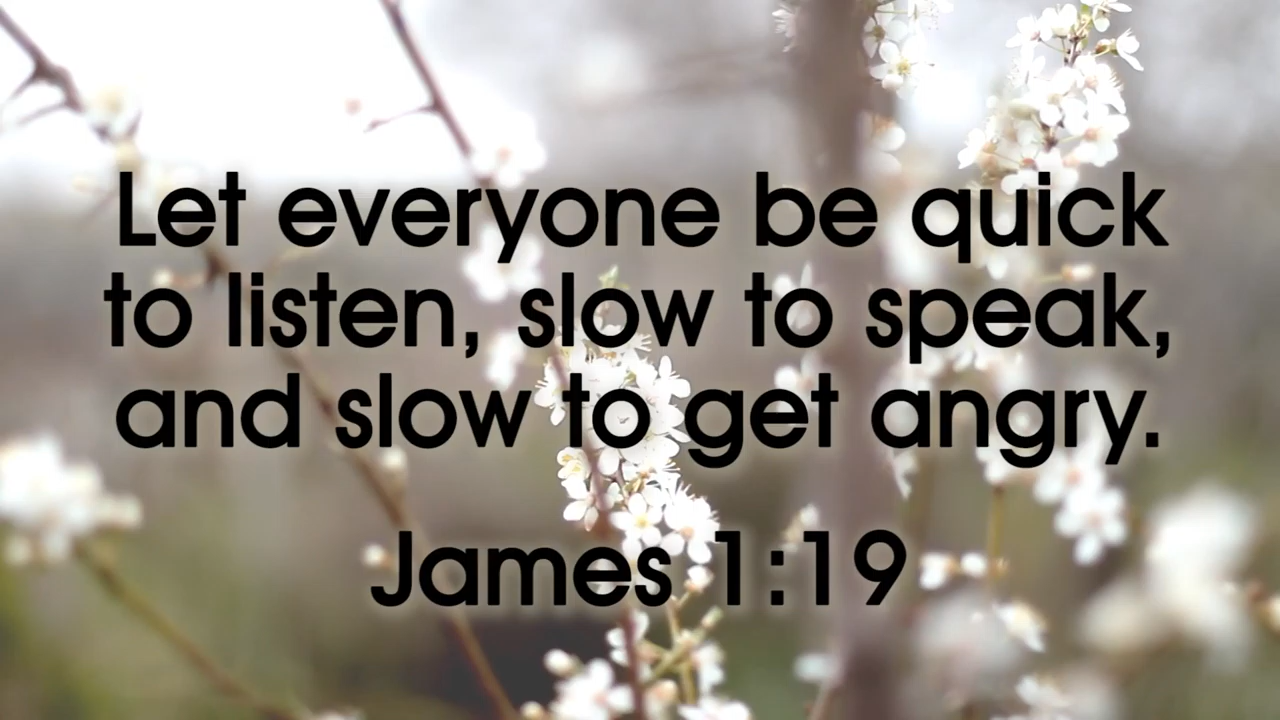 Let everyone be quick
to listen, slow to speak,
and slow to get angry.
James 1:19